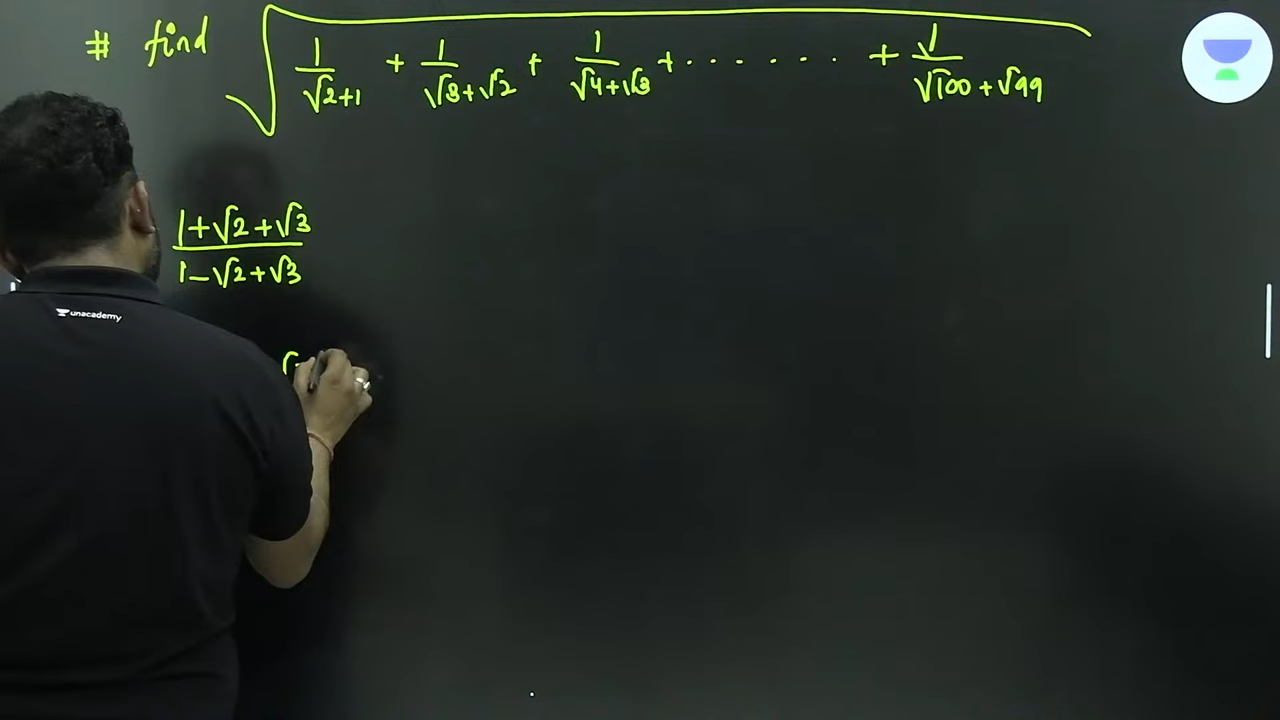 # find √(1/(√2+1) + 1/(√3+√2) + 1/(√4+√3) + . . . . . . + 1/(√100+√99))
(1+√2+√3)/(1-√2+√3)
unacademy